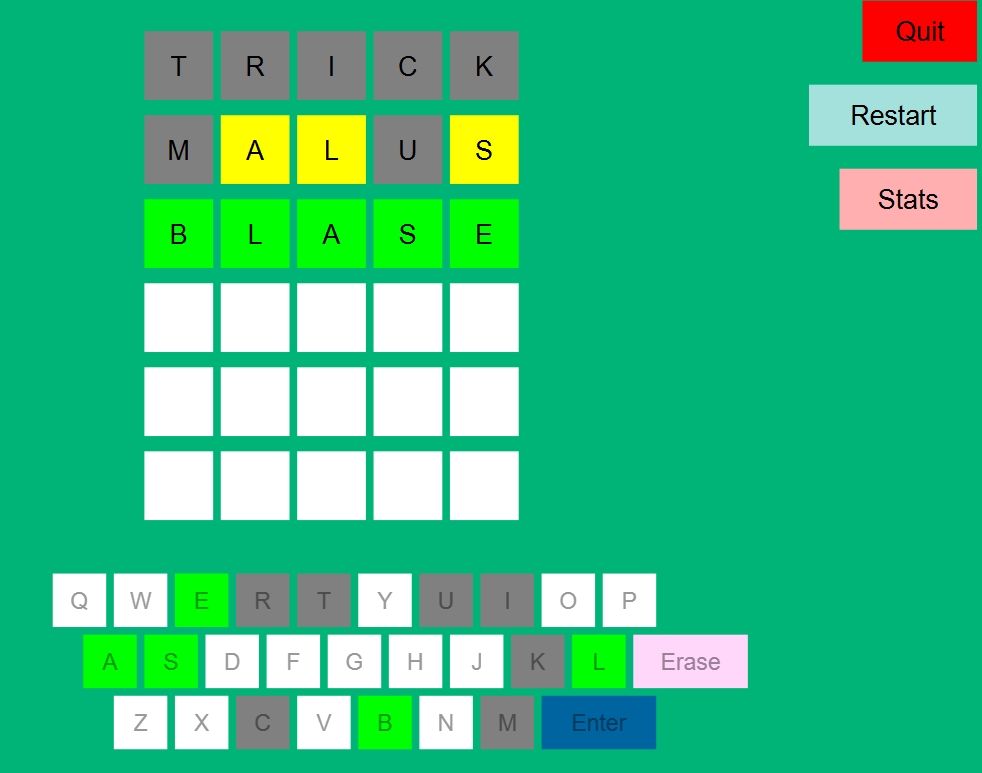 Quit
T R I C K
Restart
M A L U S
Stats
B L A S E
Q W E R T Y U I O P
A S D F G H J K L Erase
Z X C V B N M Enter